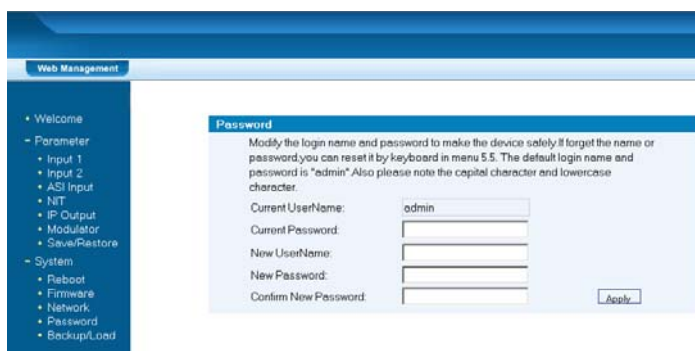 Web Management
Welcome
Parameter
Input 1
Input 2
ASI Input
NIT
IP Output
Modulator
Save/Restore
System
Reboot
Firmware
Network
Password
Backup/Load
Password
Modify the login name and password to make the device safely.If forget the name or
password,you can reset it by keyboard in menu 5.5. The default login name and
password is "admin".Also please note the capital character and lowercase
character.
Current UserName: admin
Current Password:
New UserName:
New Password:
Confirm New Password:
Apply